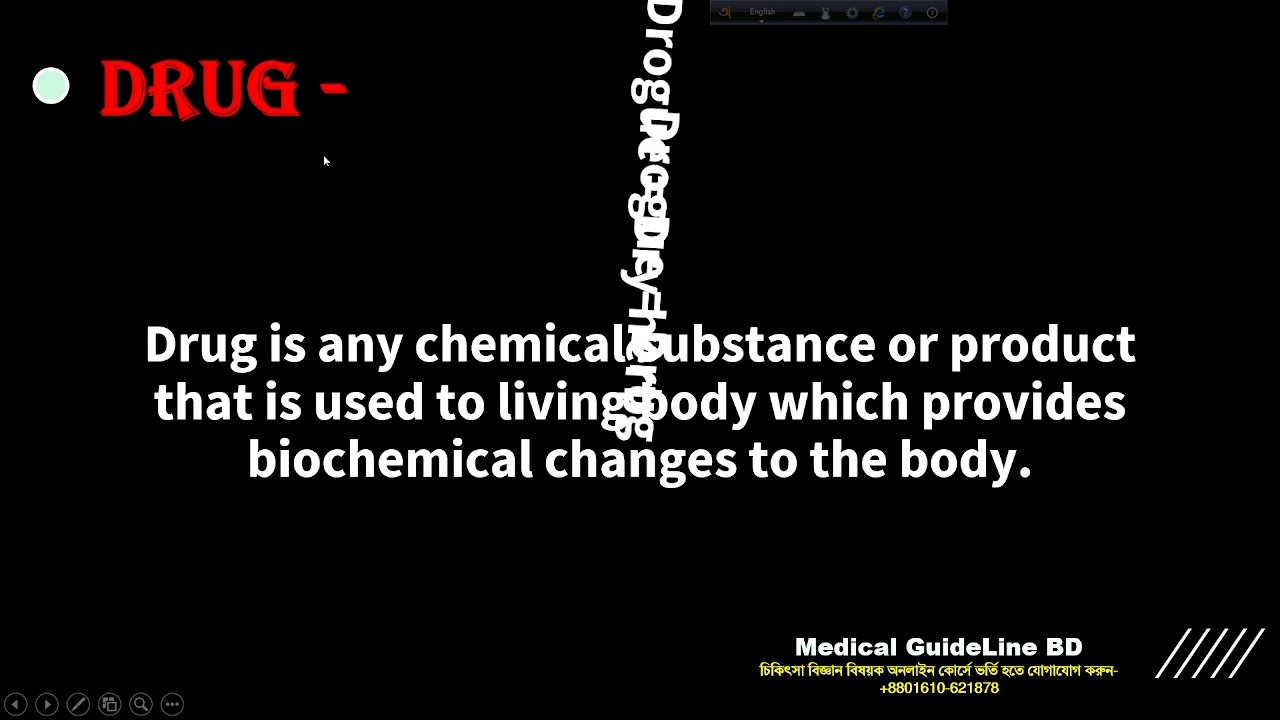 English
DRUG -
Drug is any chemical substance or product
that is used to living body which provides
biochemical changes to the body.
Medical GuideLine BD
চিকিৎসা বিজ্ঞান বিষয়ক অনলাইন কোর্সে ভর্তি হতে যোগাযোগ করুন-
+8801610-621878